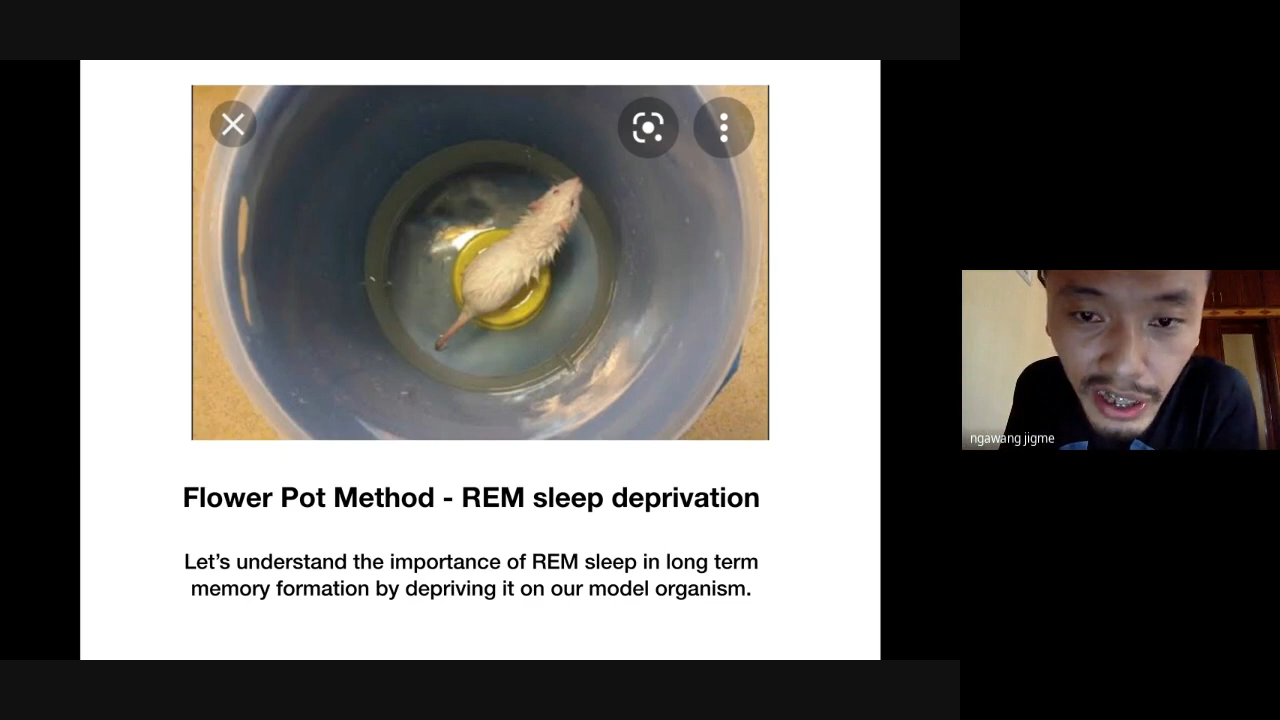 Flower Pot Method - REM sleep deprivation
Let’s understand the importance of REM sleep in long term
memory formation by depriving it on our model organism.
ngawang jigme